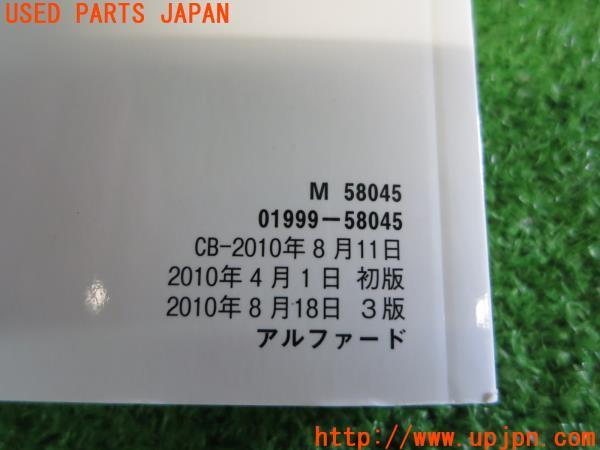 USED PARTS JAPAN
M 58045
01999-58045
CB-2010年8月11日
2010年4月1日 初版
2010年8月18日 3版
アルファード
http://www.upjpn.com/